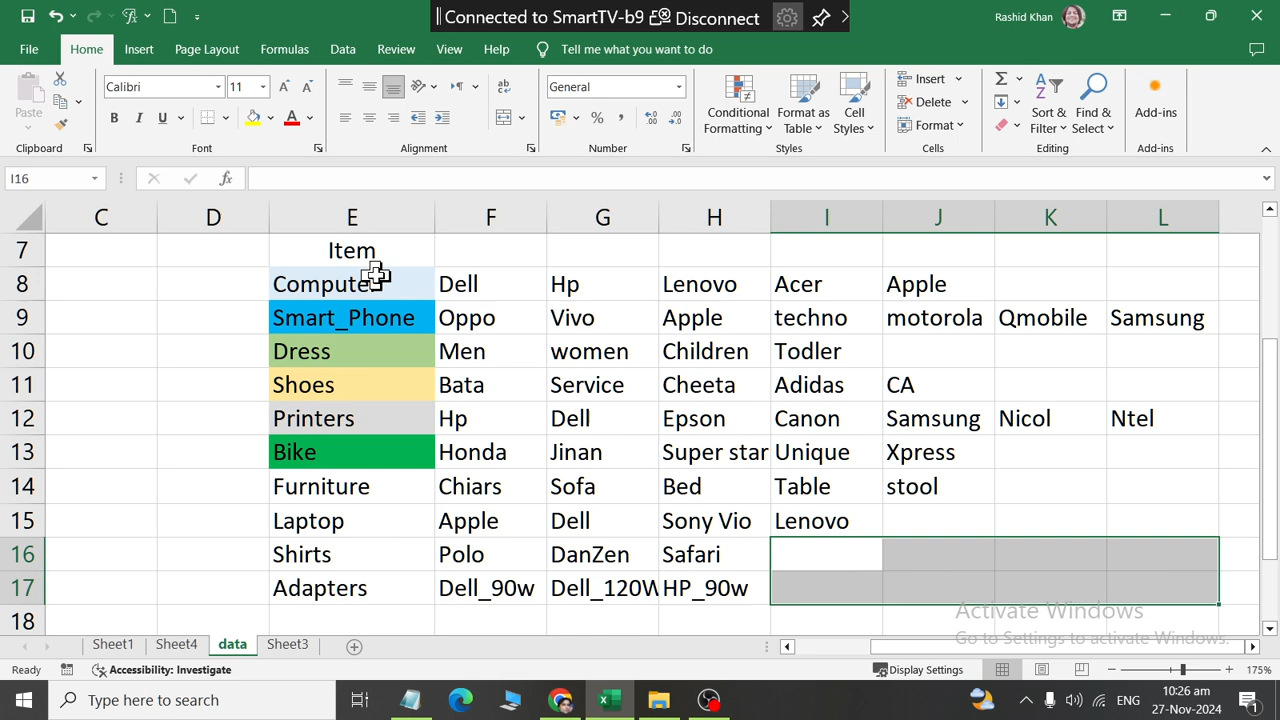 Connected to SmartTV-b9 Disconnect
Rashid Khan
File Home Insert Page Layout Formulas Data Review View Help Tell me what you want to do
Paste
Clipboard
Calibri 11
B I U A
Font
ab
Alignment
General
% ,
Number
Conditional Formatting
Format as Table
Cell Styles
Styles
Insert
Delete
Format
Cells
Sort & Filter
Find & Select
Editing
Add-ins
Add-ins
I16 fx
C D E F G H I J K L
7 Item
8 Computer Dell Hp Lenovo Acer Apple
9 Smart_Phone Oppo Vivo Apple techno motorola Qmobile Samsung
10 Dress Men women Children Todler
11 Shoes Bata Service Cheeta Adidas CA
12 Printers Hp Dell Epson Canon Samsung Nicol Ntel
13 Bike Honda Jinan Super star Unique Xpress
14 Furniture Chiars Sofa Bed Table stool
15 Laptop Apple Dell Sony Vio Lenovo
16 Shirts Polo DanZen Safari
17 Adapters Dell_90w Dell_120W HP_90w
18
Activate Windows
Go to Settings to activate Windows.
Sheet1 Sheet4 data Sheet3
Ready Accessibility: Investigate Display Settings 175%
Type here to search
ENG
10:26 am
27-Nov-2024
1